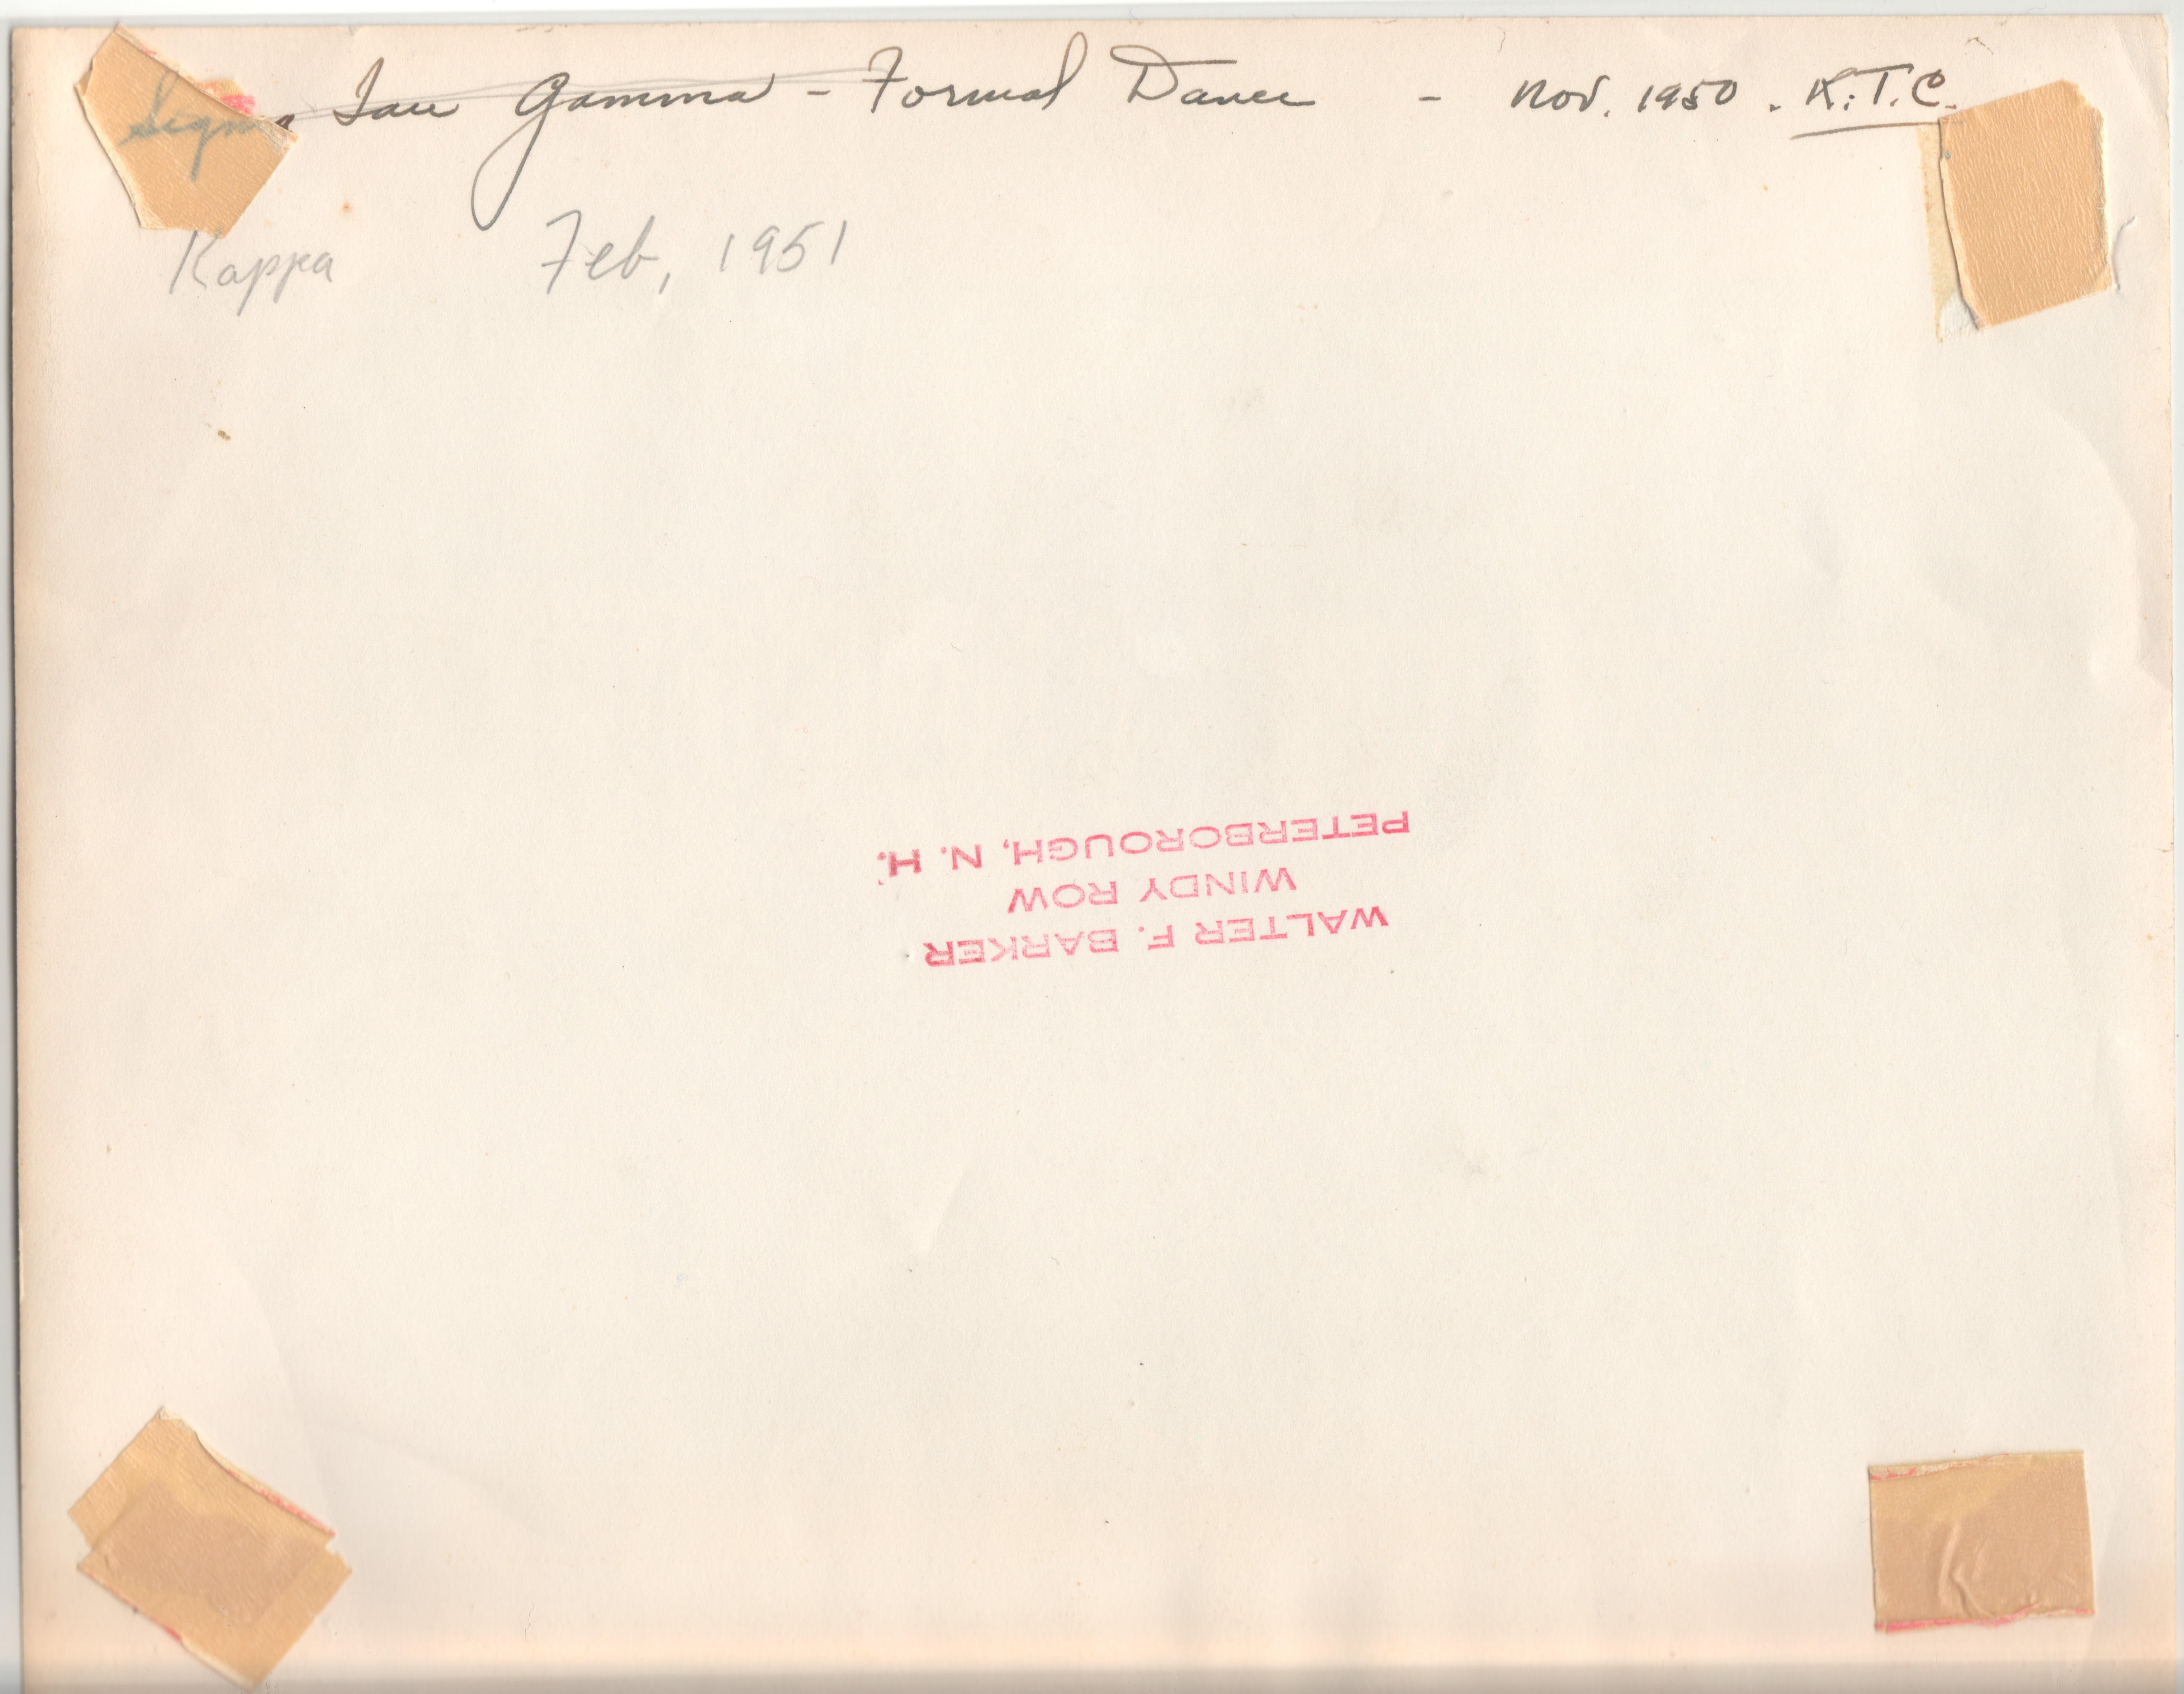 Sigma Tau Gamma - Formal Dance - Nov. 1950. K.T.C.
Kappa Feb, 1951
WALTER F. BARKER
WINDY ROW
PETERBOROUGH, N. H.